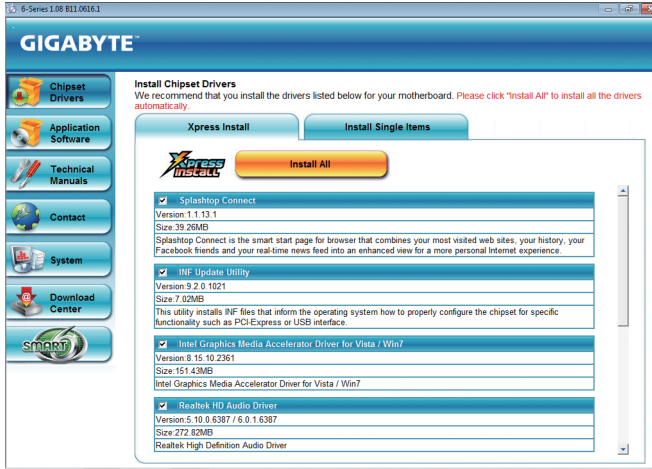 6-Series 1.08 B11.0616.1
GIGABYTE™
Chipset
Drivers
Application
Software
Technical
Manuals
Contact
System
Download
Center
SMART6
Install Chipset Drivers
We recommend that you install the drivers listed below for your motherboard. Please click "Install All" to install all the drivers
automatically.
Xpress Install
Install Single Items
Xpress
Install
Install All
Splashtop Connect
Version:1.1.13.1
Size:39.26MB
Splashtop Connect is the smart start page for browser that combines your most visited web sites, your history, your
Facebook friends and your real-time news feed into an enhanced view for a more personal Internet experience.
INF Update Utility
Version:9.2.0.1021
Size:7.02MB
This utility installs INF files that inform the operating system how to properly configure the chipset for specific
functionality such as PCI-Express or USB interface.
Intel Graphics Media Accelerator Driver for Vista / Win7
Version:8.15.10.2361
Size:151.43MB
Intel Graphics Media Accelerator Driver for Vista / Win7
Realtek HD Audio Driver
Version:5.10.0.6387 / 6.0.1.6387
Size:272.82MB
Realtek High Definition Audio Driver